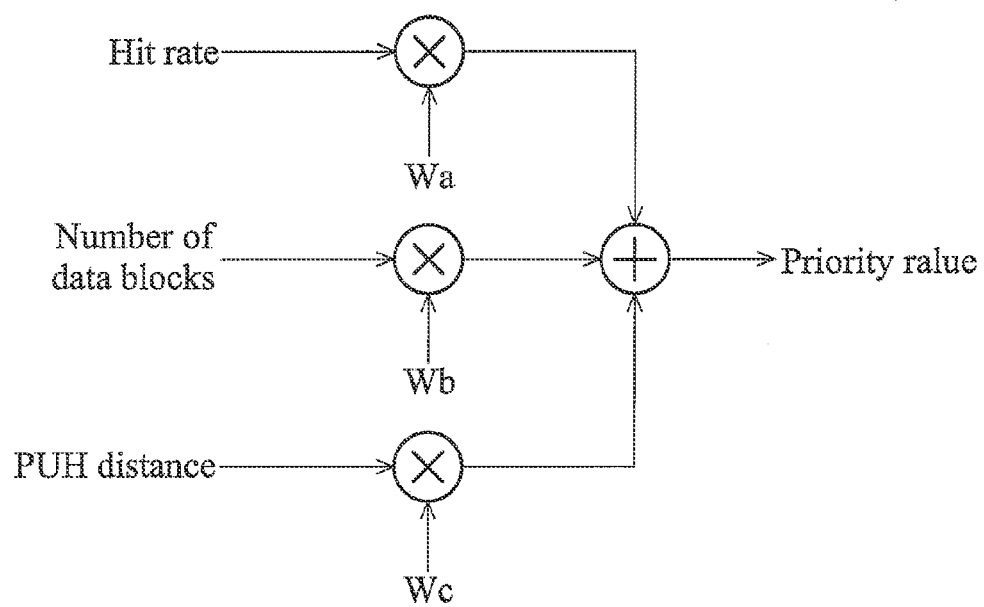 Hit rate
Wa
Number of
data blocks
Priority ralue
Wb
PUH distance
Wc